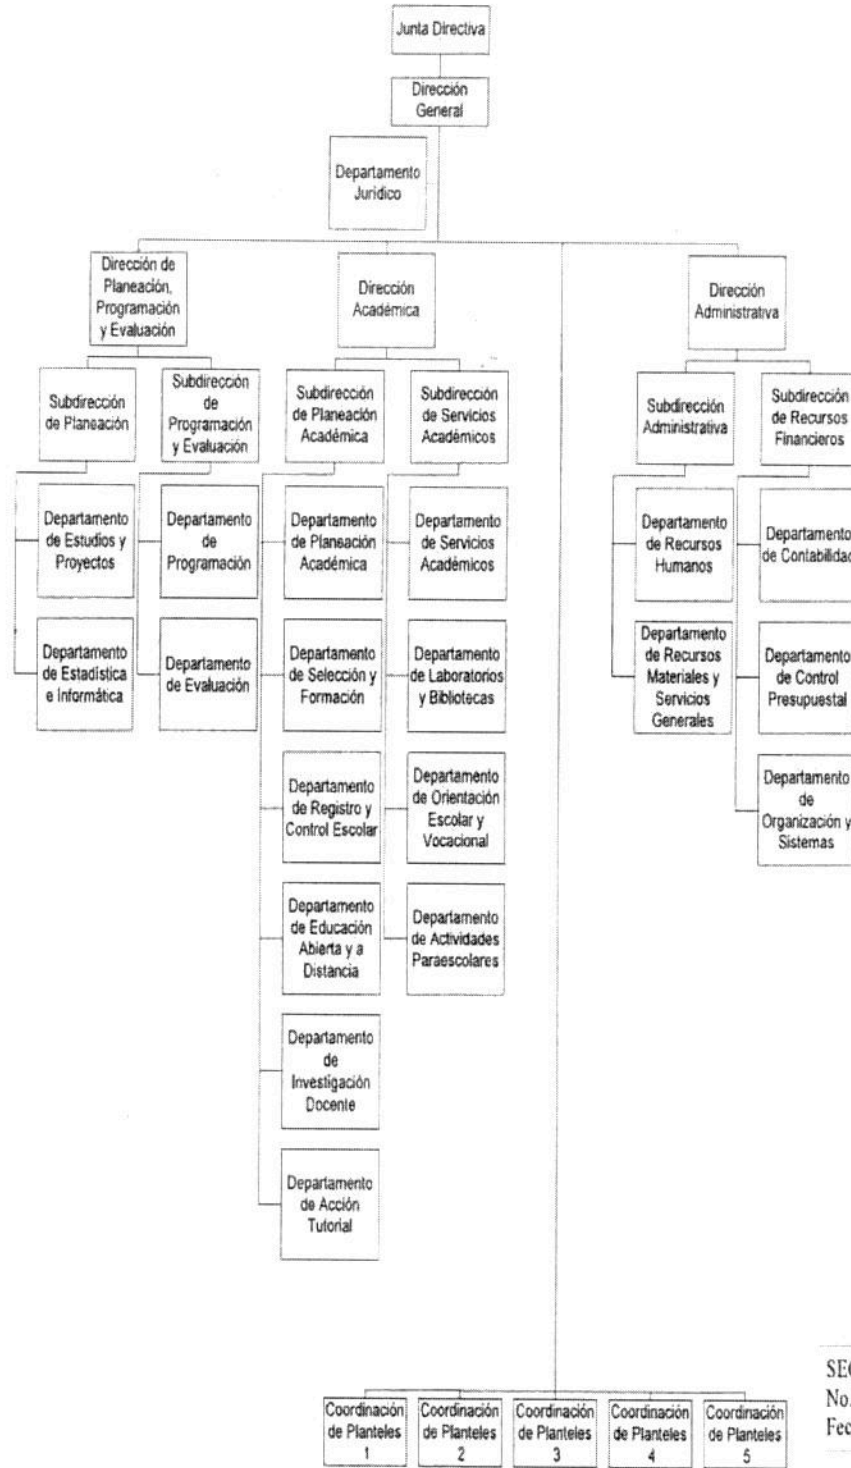 Junta Directiva
Dirección
General
Departamento
Jurídico
Dirección de
Planeación,
Programación
y Evaluación
Dirección
Académica
Dirección
Administrativa
Subdirección
de Planeación
Subdirección
de
Programación
y Evaluación
Subdirección
de Planeación
Académica
Subdirección
de Servicios
Académicos
Subdirección
Administrativa
Subdirección
de Recursos
Financieros
Departamento
de Estudios y
Proyectos
Departamento
de
Programación
Departamento
de Planeación
Académica
Departamento
de Servicios
Académicos
Departamento
de Recursos
Humanos
Departamento
de Contabilidad
Departamento
de Estadística
e Informática
Departamento
de Evaluación
Departamento
de Selección y
Formación
Departamento
de Laboratorios
y Bibliotecas
Departamento
de Recursos
Materiales y
Servicios
Generales
Departamento
de Control
Presupuestal
Departamento
de Registro y
Control Escolar
Departamento
de Orientación
Escolar y
Vocacional
Departamento
de
Organización y
Sistemas
Departamento
de Educación
Abierta y a
Distancia
Departamento
de Actividades
Paraescolares
Departamento
de
Investigación
Docente
Departamento
de Acción
Tutorial
Coordinación
de Planteles
1
Coordinación
de Planteles
2
Coordinación
de Planteles
3
Coordinación
de Planteles
4
Coordinación
de Planteles
5
No.